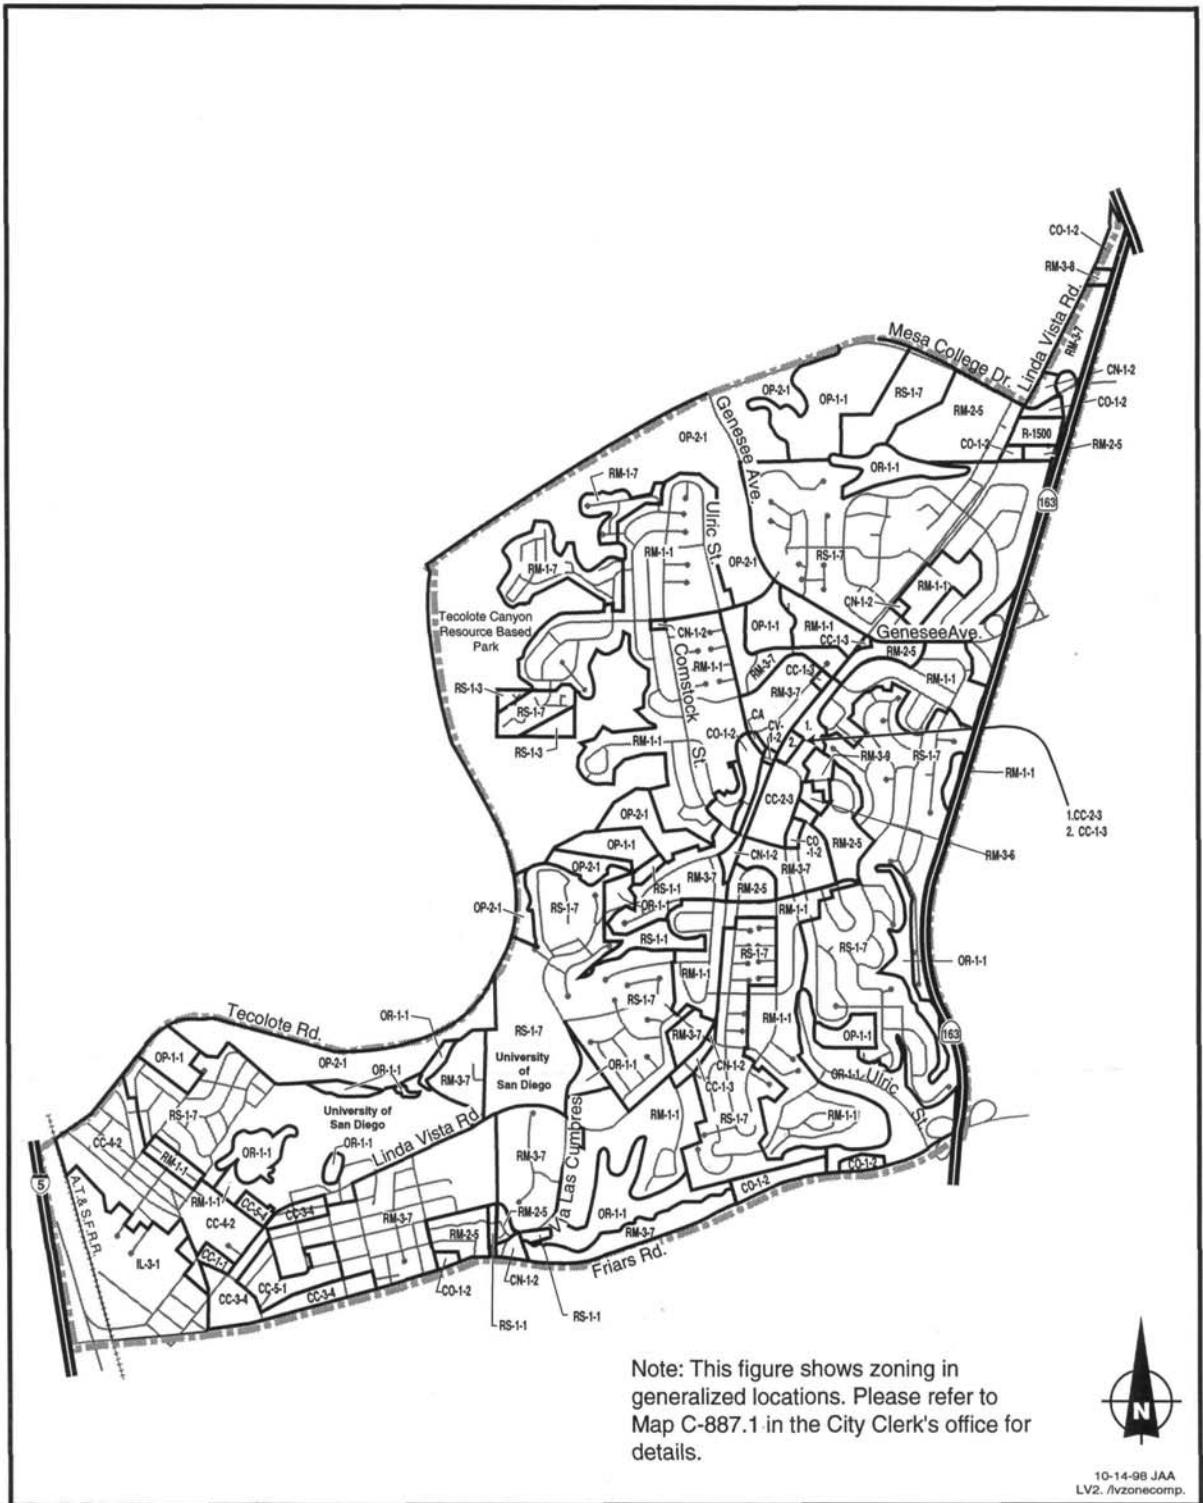 CO-1-2
RM-3-8
Linda Vista Rd.
RM-3-7
Mesa College Dr.
CN-1-2
CO-1-2
OP-2-1
OP-1-1
RS-1-7
RM-2-5
R-1500
CO-1-2
RM-2-5
Genesee Ave.
OP-2-1
OR-1-1
163
RM-1-7
Ulric St.
RM-1-1
OP-2-1
RS-1-7
RM-1-7
RM-1-1
CN-1-2
Tecolote Canyon
Resource Based
Park
CN-1-2
OP-1-1
RM-1-1
CC-1-3
GeneseeAve.
RM-2-5
Comstock St.
RM-1-1
RM-3-7
CC-1-3
RM-1-1
RS-1-3
RS-1-7
RM-3-7
CA
CV-
1-2
1.
2.
CO-1-2
RS-1-3
RM-1-1
RM-3-9
RS-1-7
RM-1-1
CC-2-3
1.CC-2-3
2. CC-1-3
OP-2-1
OP-1-1
CO
-1-2
RM-2-5
CN-1-2
RM-3-6
OP-2-1
RS-1-1
RM-3-7
RM-3-7
RM-2-5
OP-2-1
RS-1-7
OR-1-1
RM-1-1
RS-1-1
RS-1-7
RS-1-7
OR-1-1
RM-1-1
RS-1-7
Tecolote Rd.
OR-1-1
RS-1-7
University
of
San Diego
RM-1-1
RM-3-7
OP-1-1
163
OP-1-1
OP-2-1
OR-1-1
RM-3-7
OR-1-1
CN-1-2
CC-1-3
OR-1-1
Ulric St.
RS-1-7
University of
San Diego
Linda Vista Rd.
RM-1-1
RS-1-7
RM-1-1
CC-4-2
RM-1-1
OR-1-1
OR-1-1
RM-3-7
Via Las Cumbres
CO-1-2
5
A.T.& S.F.R.R.
RM-1-1
CC-5-4
CC-3-4
RM-3-7
CO-1-2
CC-4-2
RM-2-5
OR-1-1
RM-2-5
RM-3-7
IL-3-1
CC-1-1
Friars Rd.
CC-5-1
CC-3-4
CC-3-4
CO-1-2
CN-1-2
RS-1-1
RS-1-1
Note: This figure shows zoning in
generalized locations. Please refer to
Map C-887.1 in the City Clerk's office for
details.
N
10-14-98 JAA
LV2. /lvzonecomp.